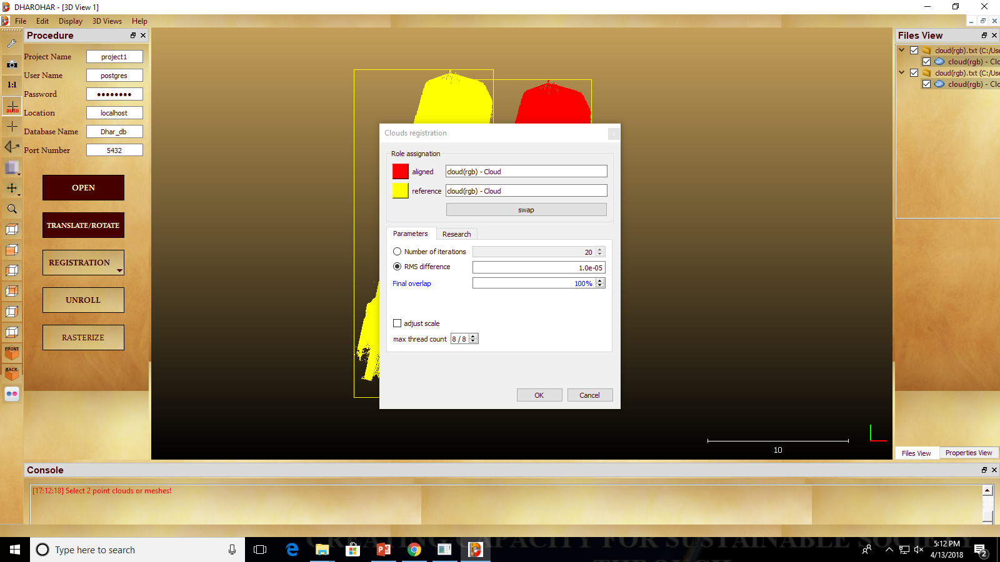 DHAROHAR - [3D View 1]
File Edit Display 3D Views Help
Procedure
Project Name project1
User Name postgres
Password ●●●●●●●●
Location localhost
Database Name Dhar_db
Port Number 5432
OPEN
TRANSLATE/ROTATE
REGISTRATION
UNROLL
RASTERIZE
1:1
auto
FRONT
BACK
Clouds registration
Role assignation
aligned cloud(rgb) - Cloud
reference cloud(rgb) - Cloud
swap
Parameters Research
Number of iterations 20
RMS difference 1.0e-05
Final overlap 100%
adjust scale
max thread count 8 / 8
OK Cancel
10
Files View
cloud(rgb).txt (C:/Use
cloud(rgb) - Clo
cloud(rgb).txt (C:/Use
cloud(rgb) - Clo
Files View Properties View
Console
[17:12:18] Select 2 point clouds or meshes!
CREATING CAPACITY FOR SUSTAINABLE SOCIETY
THROUGH
Type here to search
5:12 PM
4/13/2018
2